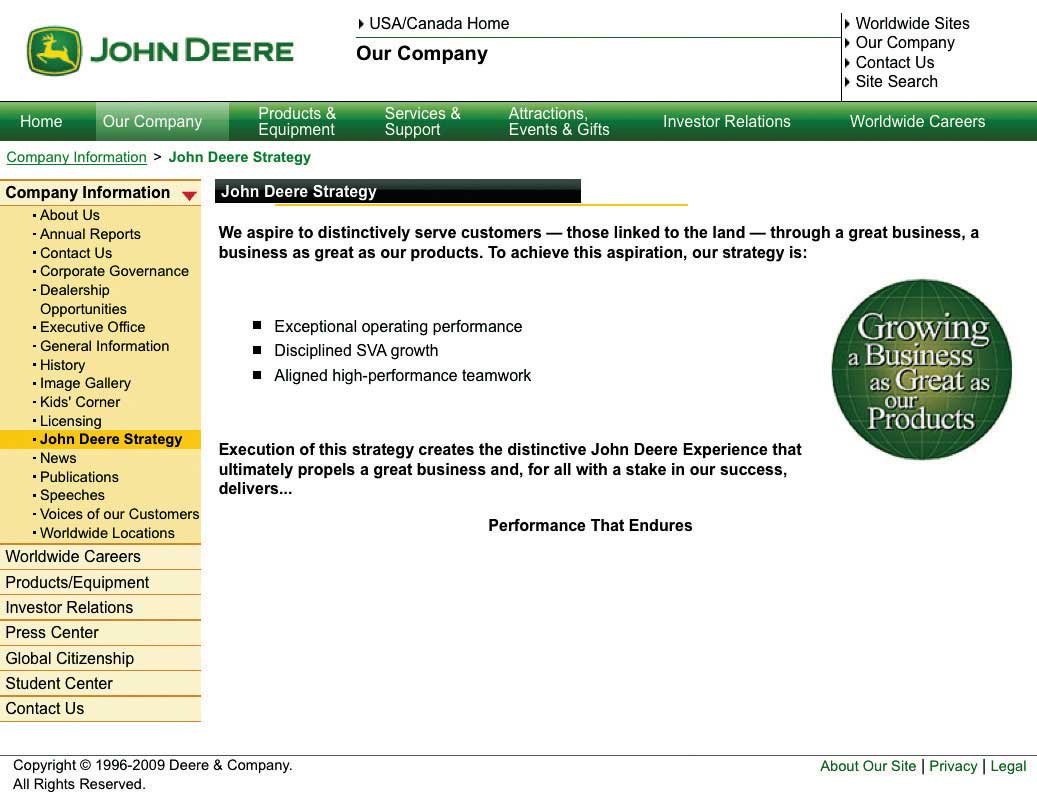 JOHN DEERE
USA/Canada Home
Our Company
Worldwide Sites
Our Company
Contact Us
Site Search
Home
Our Company
Products &
Equipment
Services &
Support
Attractions,
Events & Gifts
Investor Relations
Worldwide Careers
Company Information > John Deere Strategy
Company Information
About Us
Annual Reports
Contact Us
Corporate Governance
Dealership
Opportunities
Executive Office
General Information
History
Image Gallery
Kids' Corner
Licensing
John Deere Strategy
News
Publications
Speeches
Voices of our Customers
Worldwide Locations
Worldwide Careers
Products/Equipment
Investor Relations
Press Center
Global Citizenship
Student Center
Contact Us
John Deere Strategy
We aspire to distinctively serve customers — those linked to the land — through a great business, a
business as great as our products. To achieve this aspiration, our strategy is:
Exceptional operating performance
Disciplined SVA growth
Aligned high-performance teamwork
Growing
a Business
as Great as
our
Products
Execution of this strategy creates the distinctive John Deere Experience that
ultimately propels a great business and, for all with a stake in our success,
delivers...
Performance That Endures
Copyright © 1996-2009 Deere & Company.
All Rights Reserved.
About Our Site | Privacy | Legal